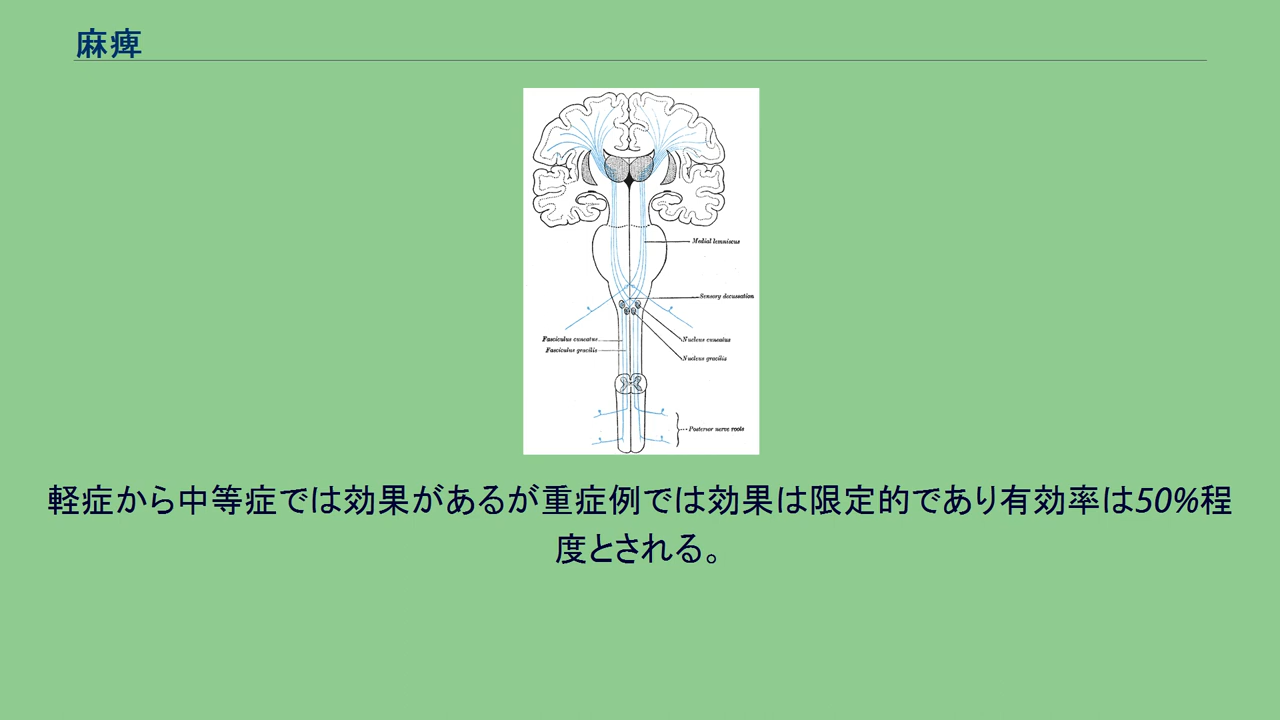 麻痺
Medial lemniscus
Sensory decussation
Fasciculus cuneatus
Nucleus cuneatus
Fasciculus gracilis
Nucleus gracilis
Posterior nerve roots
軽症から中等症では効果があるが重症例では効果は限定的であり有効率は50%程
度とされる。